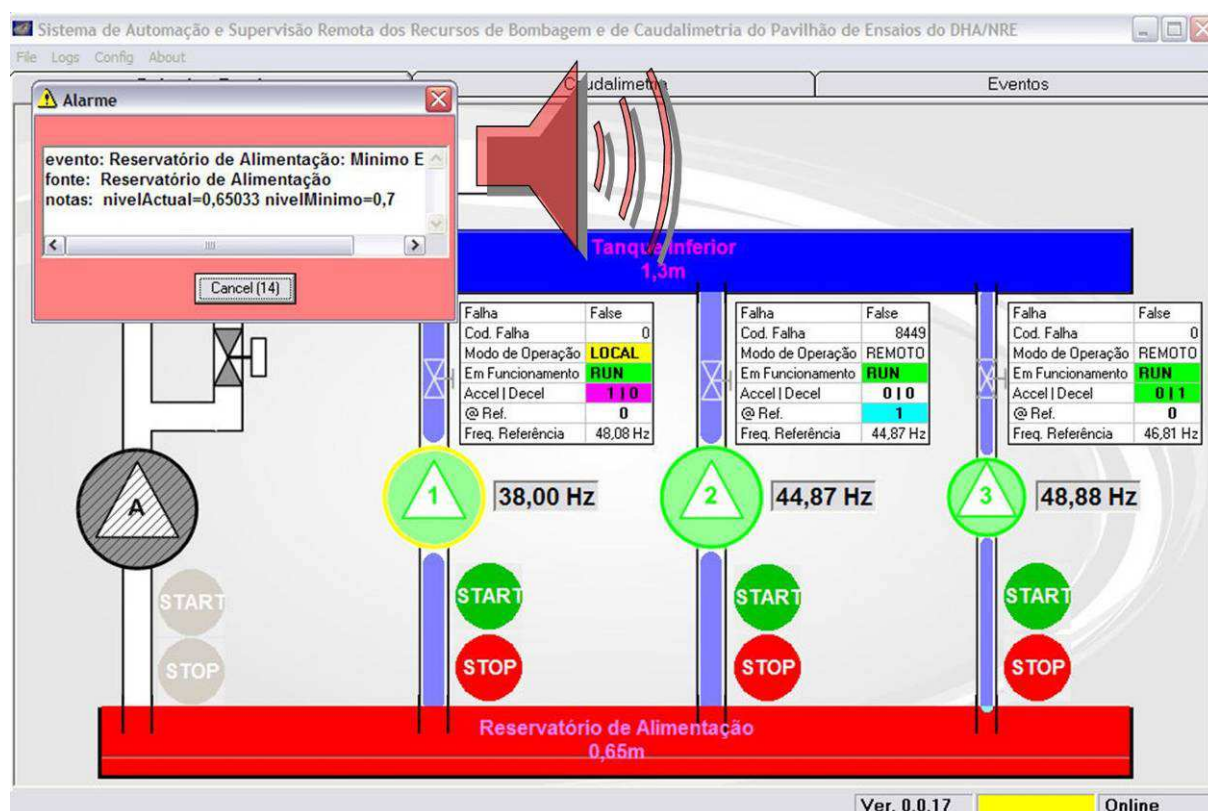 Sistema de Automação e Supervisão Remota dos Recursos de Bombagem e de Caudalimetria do Pavilhão de Ensaios do DHA/NRE
File Logs Config About
Caudalimetria
Eventos
Alarme
evento: Reservatório de Alimentação: Minimo E
fonte: Reservatório de Alimentação
notas: nivelActual=0,65033 nivelMinimo=0,7
Cancel (14)
Tanque inferior
1,3m
Falha False
Cod. Falha 0
Modo de Operação LOCAL
Em Funcionamento RUN
Accel | Decel 1 | 0
@ Ref. 0
Freq. Referência 48,08 Hz
Falha False
Cod. Falha 8449
Modo de Operação REMOTO
Em Funcionamento RUN
Accel | Decel 0 | 0
@ Ref. 1
Freq. Referência 44,87 Hz
Falha False
Cod. Falha 0
Modo de Operação REMOTO
Em Funcionamento RUN
Accel | Decel 0 | 1
@ Ref. 0
Freq. Referência 46,81 Hz
A
1
38,00 Hz
2
44,87 Hz
3
48,88 Hz
START
START
START
START
STOP
STOP
STOP
STOP
Reservatório de Alimentação
0,65m
Ver. 0.0.17
Online